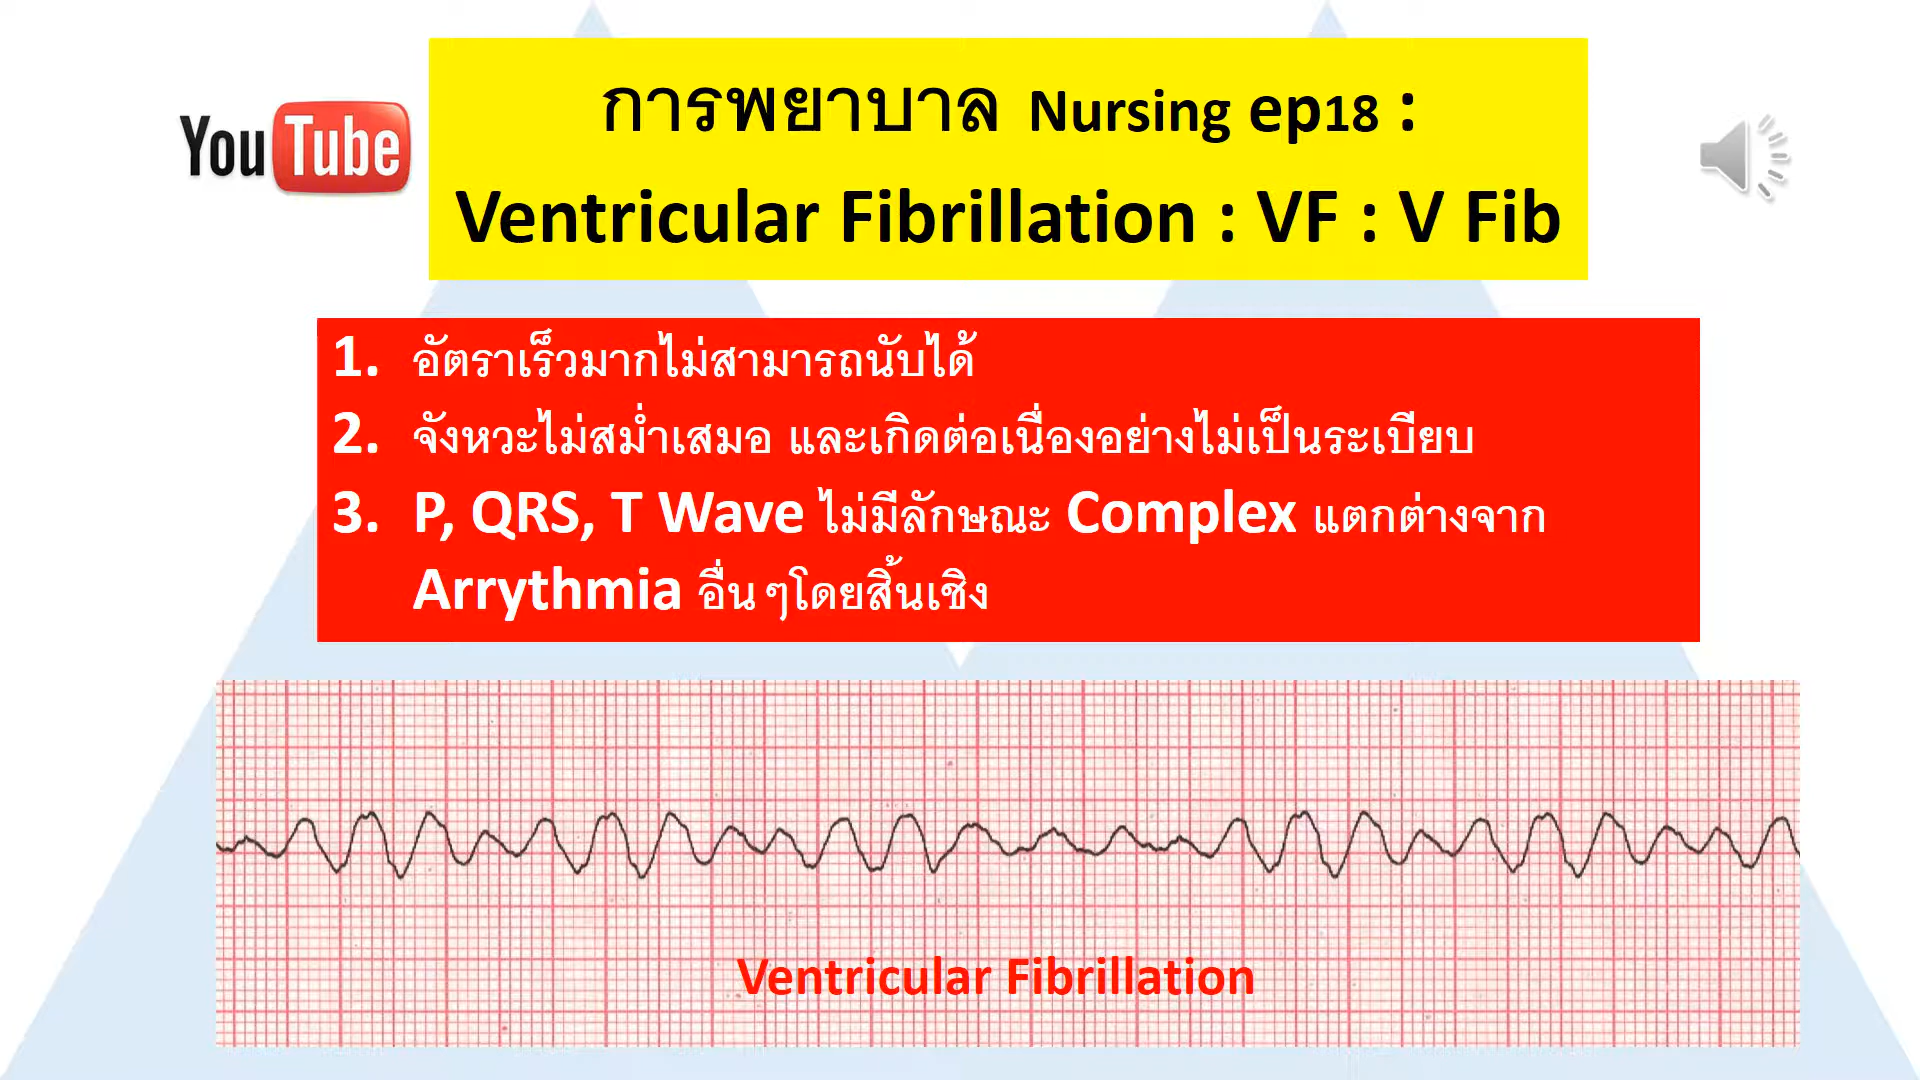 YouTube
การพยาบาล Nursing ep18 :
Ventricular Fibrillation : VF : V Fib
1. อัตราเร็วมากไม่สามารถนับได้
2. จังหวะไม่สม่ำเสมอ และเกิดต่อเนื่องอย่างไม่เป็นระเบียบ
3. P, QRS, T Wave ไม่มีลักษณะ Complex แตกต่างจาก
Arrythmia อื่นๆโดยสิ้นเชิง
Ventricular Fibrillation